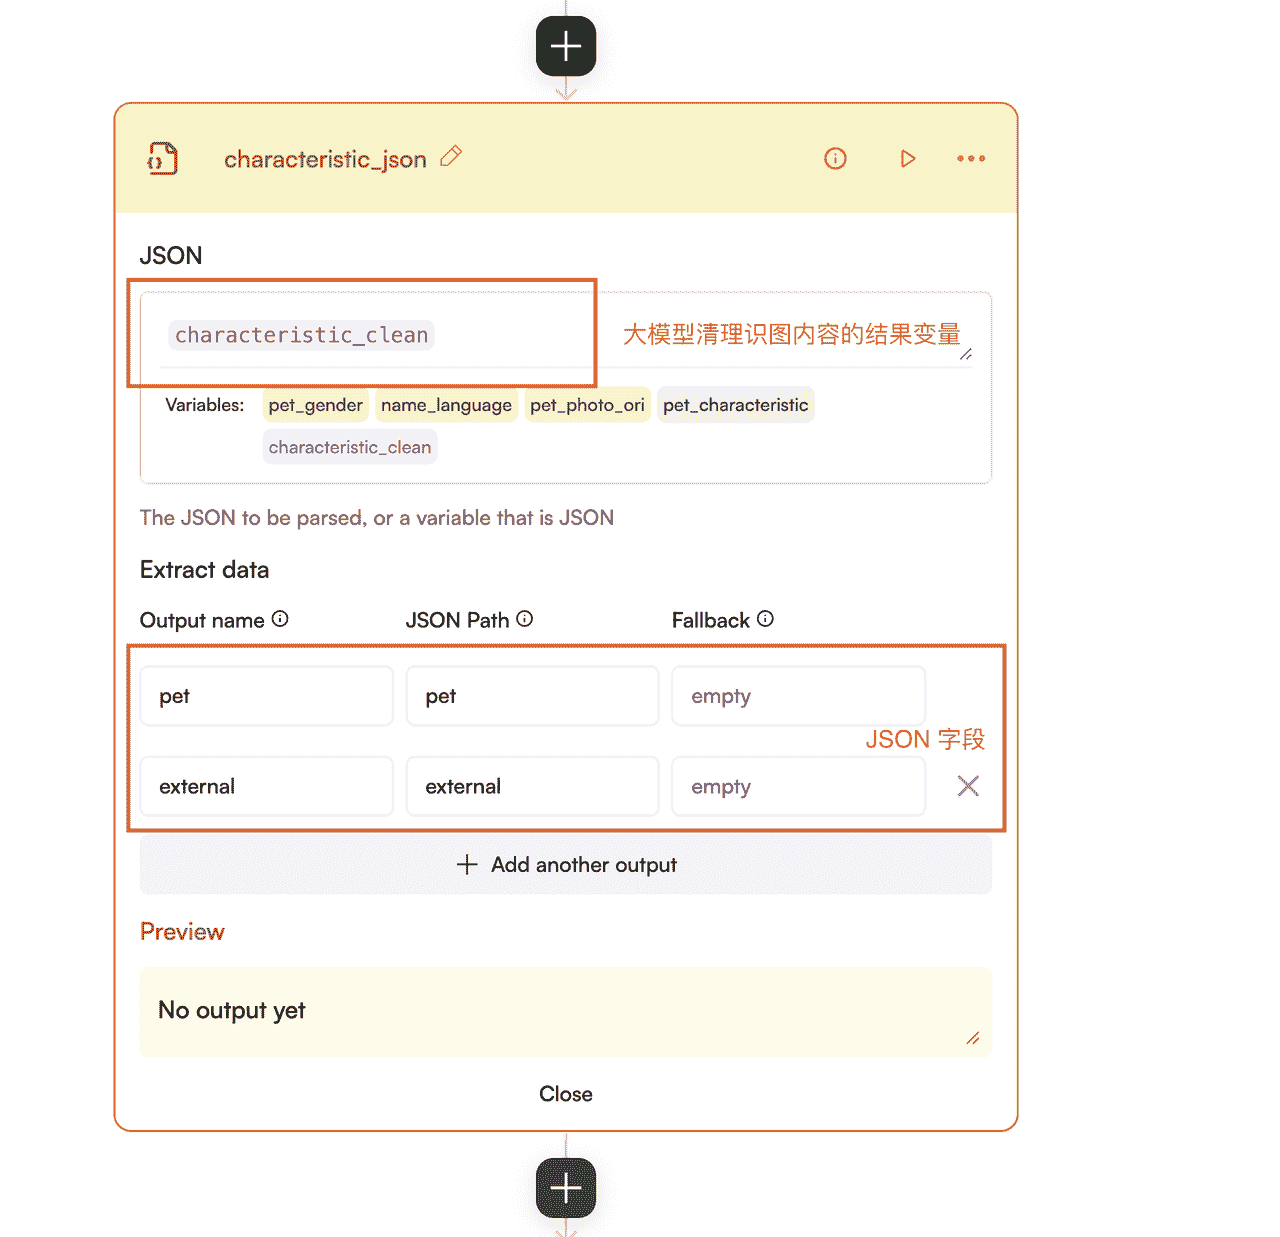 characteristic_json
JSON
characteristic_clean
大模型清理识图内容的结果变量
Variables: pet_gender name_language pet_photo_ori pet_characteristic
characteristic_clean
The JSON to be parsed, or a variable that is JSON
Extract data
Output name JSON Path Fallback
pet pet empty
JSON 字段
external external empty
Add another output
Preview
No output yet
Close